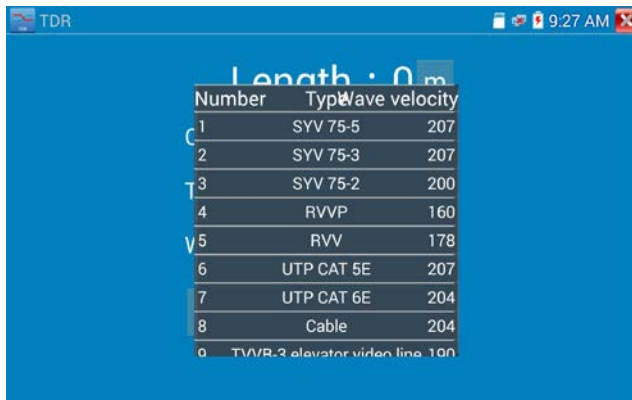 TDR 9:27 AM
Length : 0 m
Number Type Wave velocity
1 SYV 75-5 207
2 SYV 75-3 207
3 SYV 75-2 200
4 RVVP 160
5 RVV 178
6 UTP CAT 5E 207
7 UTP CAT 6E 204
8 Cable 204
9 TVVB-3 elevator video line 190